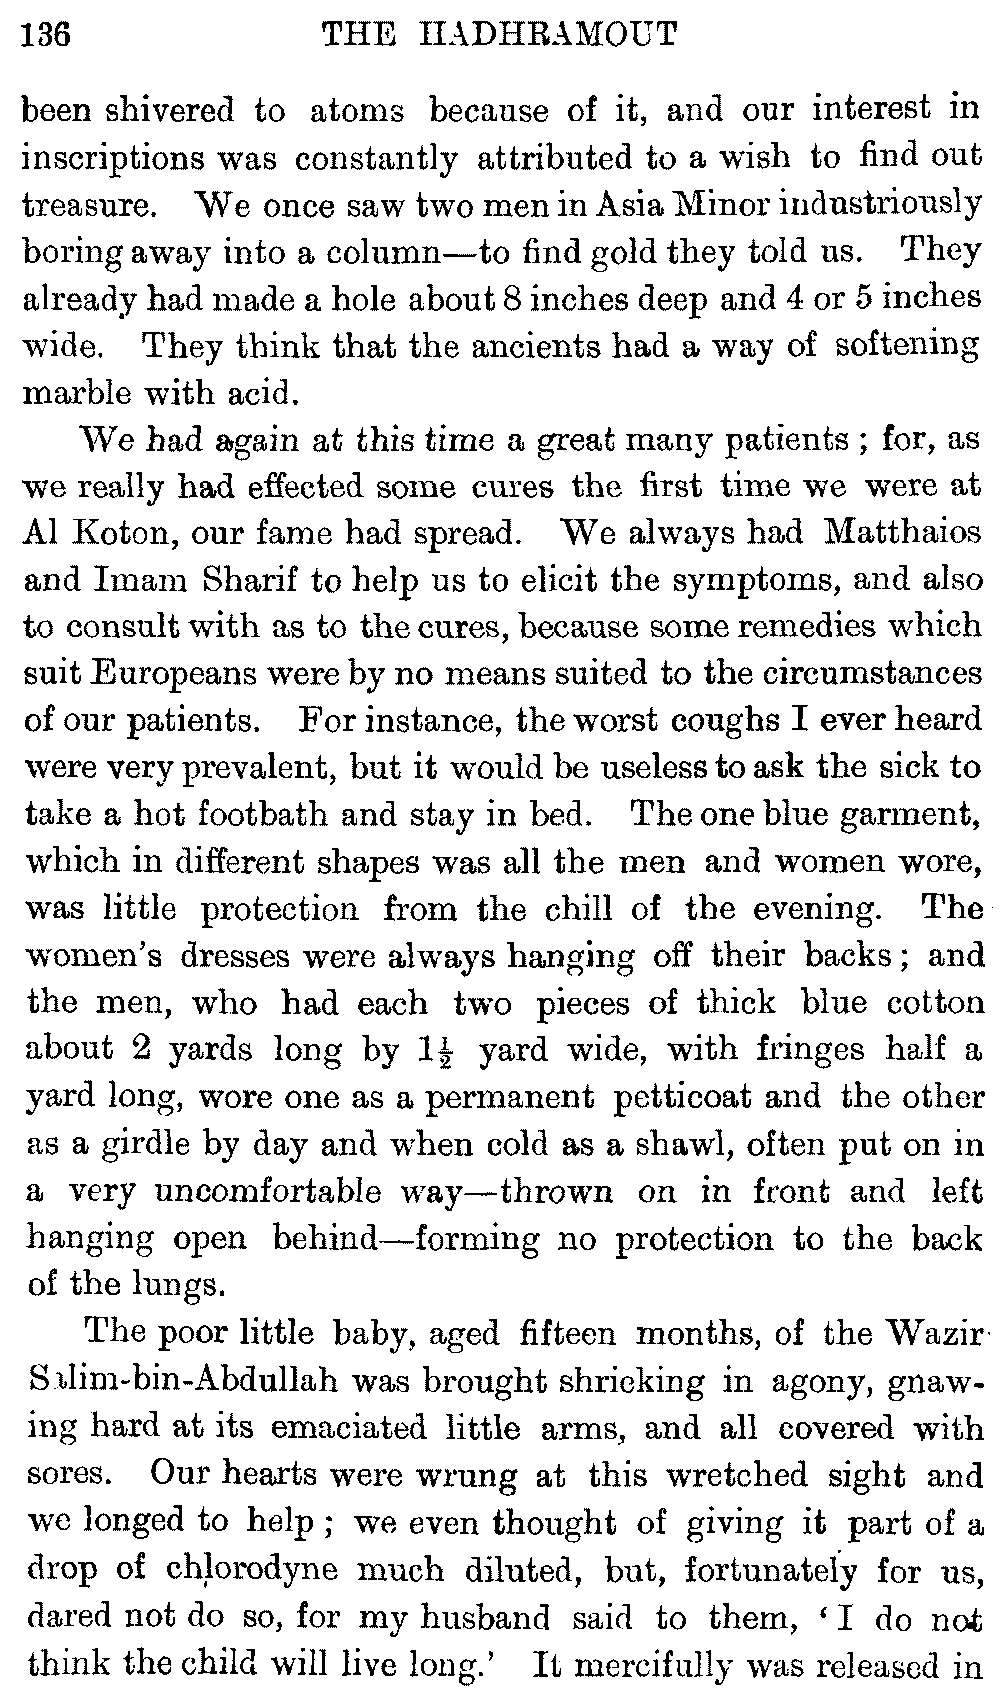 136 THE HADHRAMOUT
been shivered to atoms because of it, and our interest in
inscriptions was constantly attributed to a wish to find out
treasure. We once saw two men in Asia Minor industriously
boring away into a column—to find gold they told us. They
already had made a hole about 8 inches deep and 4 or 5 inches
wide. They think that the ancients had a way of softening
marble with acid.
We had again at this time a great many patients ; for, as
we really had effected some cures the first time we were at
Al Koton, our fame had spread. We always had Matthaios
and Imam Sharif to help us to elicit the symptoms, and also
to consult with as to the cures, because some remedies which
suit Europeans were by no means suited to the circumstances
of our patients. For instance, the worst coughs I ever heard
were very prevalent, but it would be useless to ask the sick to
take a hot footbath and stay in bed. The one blue garment,
which in different shapes was all the men and women wore,
was little protection from the chill of the evening. The
women's dresses were always hanging off their backs ; and
the men, who had each two pieces of thick blue cotton
about 2 yards long by 1½ yard wide, with fringes half a
yard long, wore one as a permanent petticoat and the other
as a girdle by day and when cold as a shawl, often put on in
a very uncomfortable way—thrown on in front and left
hanging open behind—forming no protection to the back
of the lungs.
The poor little baby, aged fifteen months, of the Wazir
Salim-bin-Abdullah was brought shrieking in agony, gnaw-
ing hard at its emaciated little arms, and all covered with
sores. Our hearts were wrung at this wretched sight and
we longed to help ; we even thought of giving it part of a
drop of chlorodyne much diluted, but, fortunately for us,
dared not do so, for my husband said to them, 'I do not
think the child will live long.' It mercifully was released in